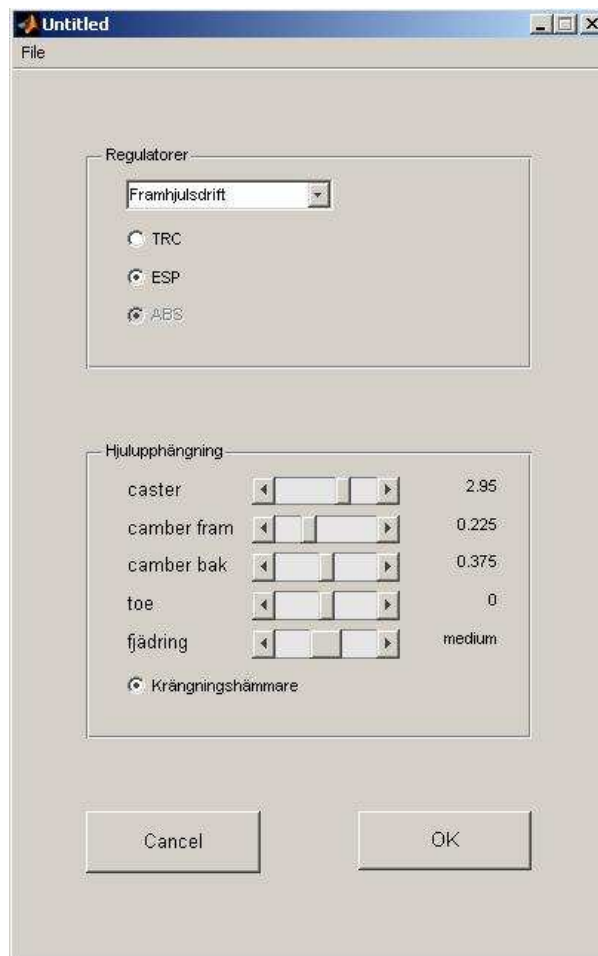 Untitled
File
Regulatorer
Framhjulsdrift
TRC
ESP
ABS
Hjulupphängning
caster 2.95
camber fram 0.225
camber bak 0.375
toe 0
fjädring medium
Krängningshämmare
Cancel OK